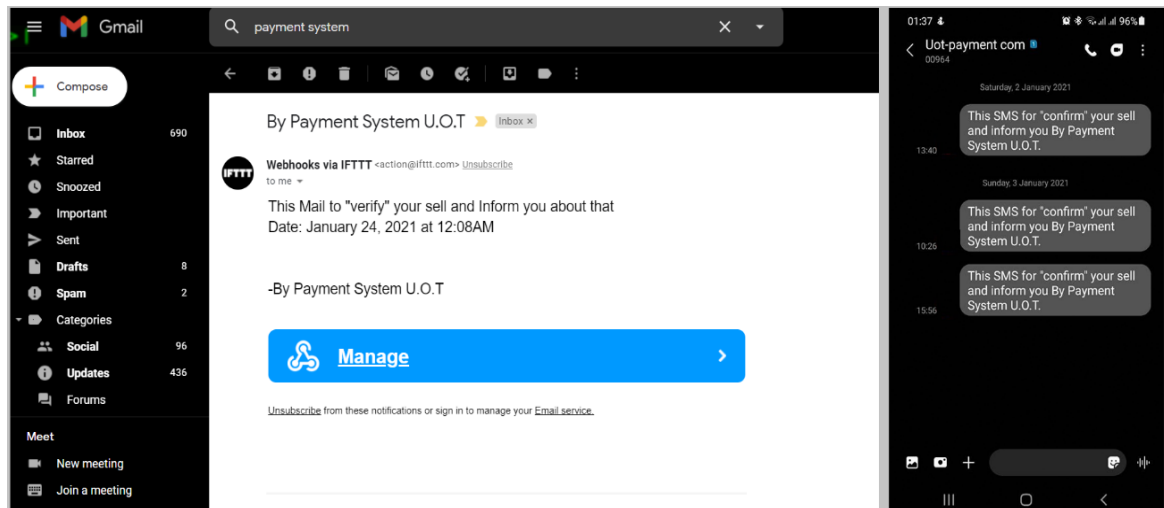 Gmail
payment system
Compose
Inbox 690
Starred
Snoozed
Important
Sent
Drafts 8
Spam 2
Categories
Social 96
Updates 436
Forums
Meet
New meeting
Join a meeting
By Payment System U.O.T Inbox ×
IFTTT
Webhooks via IFTTT <action@ifttt.com> Unsubscribe
to me
This Mail to "verify" your sell and Inform you about that
Date: January 24, 2021 at 12:08AM
-By Payment System U.O.T
Manage
Unsubscribe from these notifications or sign in to manage your Email service.
01:37 96%
Uot-payment com
00964
Saturday, 2 January 2021
This SMS for "confirm" your sell
and inform you By Payment
System U.O.T.
13:40
Sunday, 3 January 2021
This SMS for "confirm" your sell
and inform you By Payment
System U.O.T.
10:26
This SMS for "confirm" your sell
and inform you By Payment
System U.O.T.
15:56